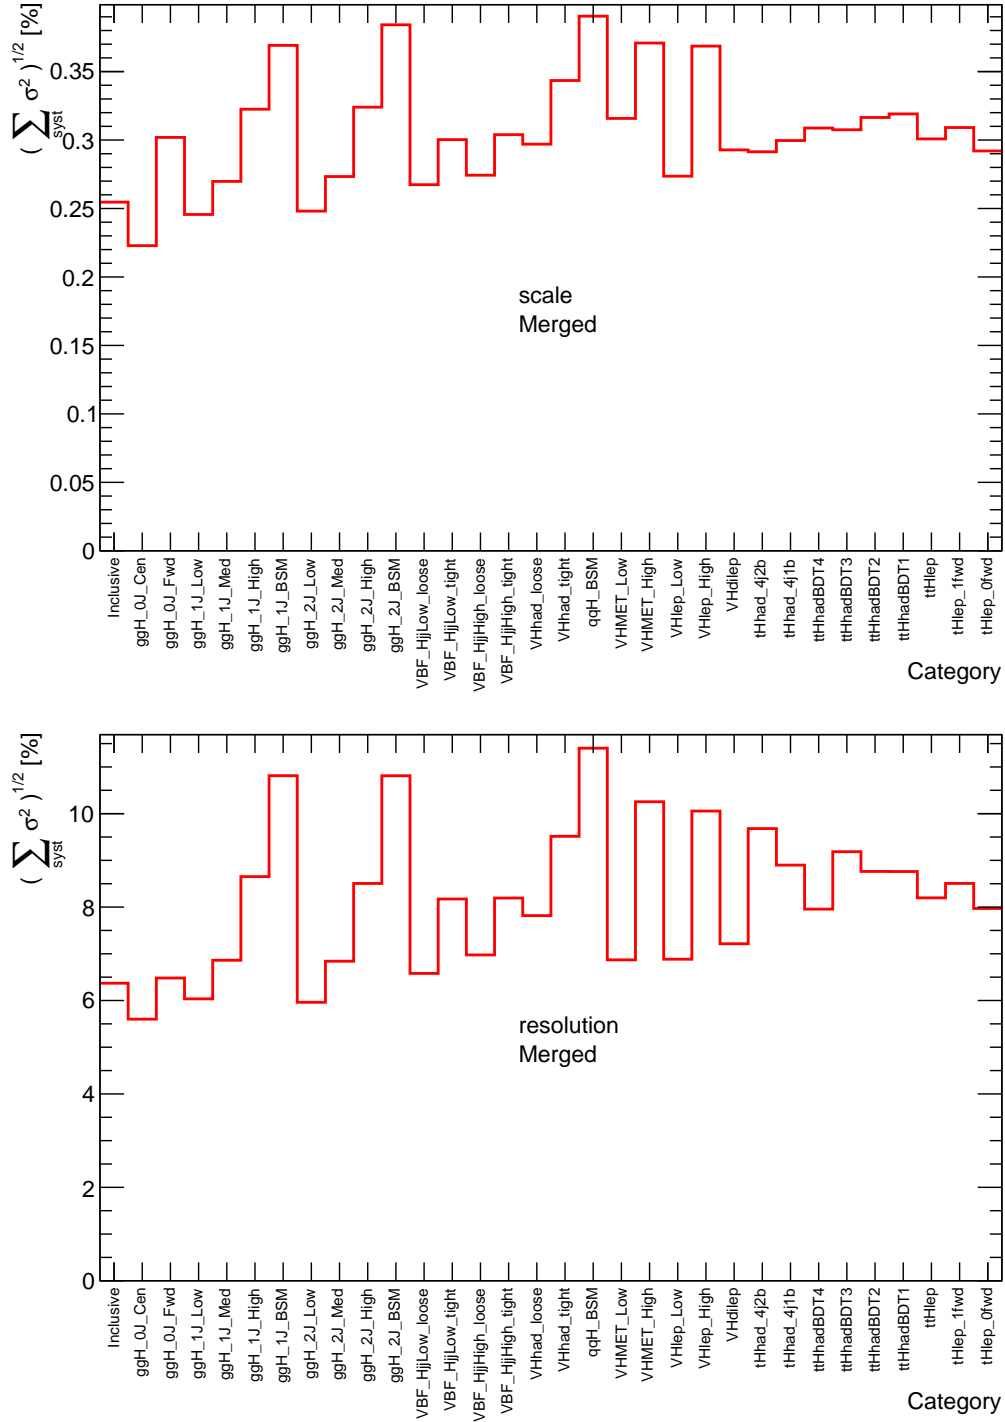 ( ∑ σ² )^1/2 [%]
syst
0.35
0.3
0.25
0.2
0.15
0.1
0.05
0
scale
Merged
Inclusive
ggH_0J_Cen
ggH_0J_Fwd
ggH_1J_Low
ggH_1J_Med
ggH_1J_High
ggH_1J_BSM
ggH_2J_Low
ggH_2J_Med
ggH_2J_High
ggH_2J_BSM
VBF_HjjLow_loose
VBF_HjjLow_tight
VBF_HjjHigh_loose
VBF_HjjHigh_tight
VHhad_loose
VHhad_tight
qqH_BSM
VHMET_Low
VHMET_High
VHlep_Low
VHlep_High
VHdilep
tHhad_4j2b
tHhad_4j1b
ttHhadBDT4
ttHhadBDT3
ttHhadBDT2
ttHhadBDT1
ttHlep
tHlep_1fwd
tHlep_0fwd
Category
( ∑ σ² )^1/2 [%]
syst
10
8
6
4
2
0
resolution
Merged
Inclusive
ggH_0J_Cen
ggH_0J_Fwd
ggH_1J_Low
ggH_1J_Med
ggH_1J_High
ggH_1J_BSM
ggH_2J_Low
ggH_2J_Med
ggH_2J_High
ggH_2J_BSM
VBF_HjjLow_loose
VBF_HjjLow_tight
VBF_HjjHigh_loose
VBF_HjjHigh_tight
VHhad_loose
VHhad_tight
qqH_BSM
VHMET_Low
VHMET_High
VHlep_Low
VHlep_High
VHdilep
tHhad_4j2b
tHhad_4j1b
ttHhadBDT4
ttHhadBDT3
ttHhadBDT2
ttHhadBDT1
ttHlep
tHlep_1fwd
tHlep_0fwd
Category